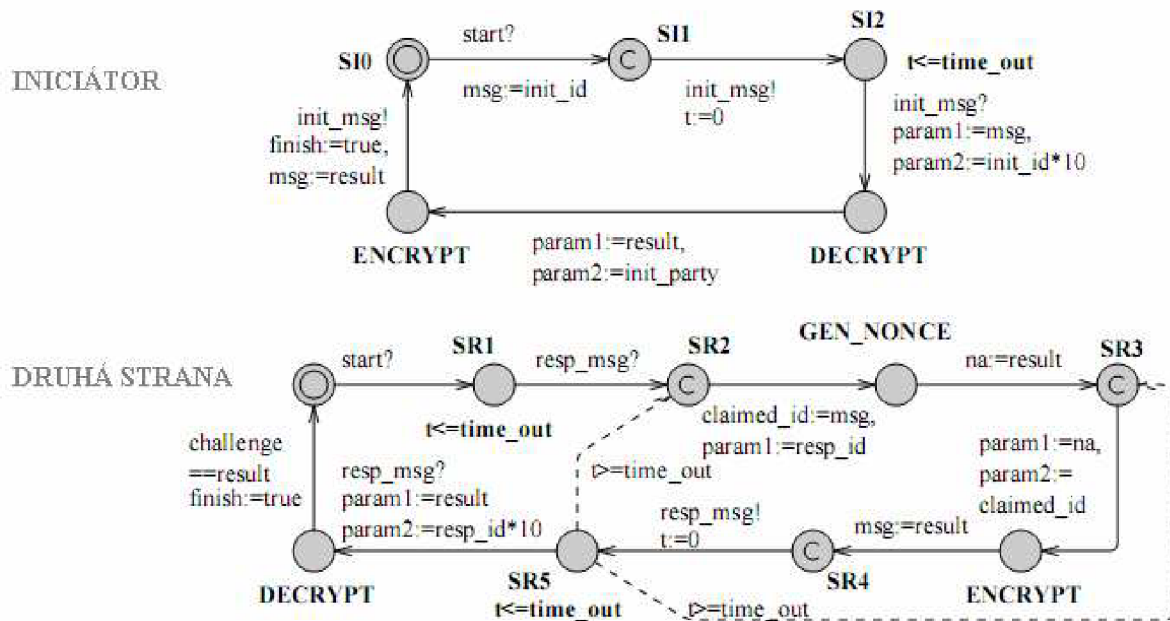 INICIÁTOR
SI0
start?
msg:=init_id
C
SI1
init_msg!
t:=0
SI2
t<=time_out
init_msg?
param1:=msg,
param2:=init_id*10
init_msg!
finish:=true,
msg:=result
ENCRYPT
param1:=result,
param2:=init_party
DECRYPT
DRUHÁ STRANA
start?
SR1
t<=time_out
resp_msg?
SR2
C
claimed_id:=msg,
param1:=resp_id
GEN_NONCE
na:=result
SR3
C
param1:=na,
param2:=
claimed_id
ENCRYPT
msg:=result
C
SR4
resp_msg!
t:=0
t>=time_out
SR5
t<=time_out
t>=time_out
resp_msg?
param1:=result
param2:=resp_id*10
DECRYPT
challenge
==result
finish:=true